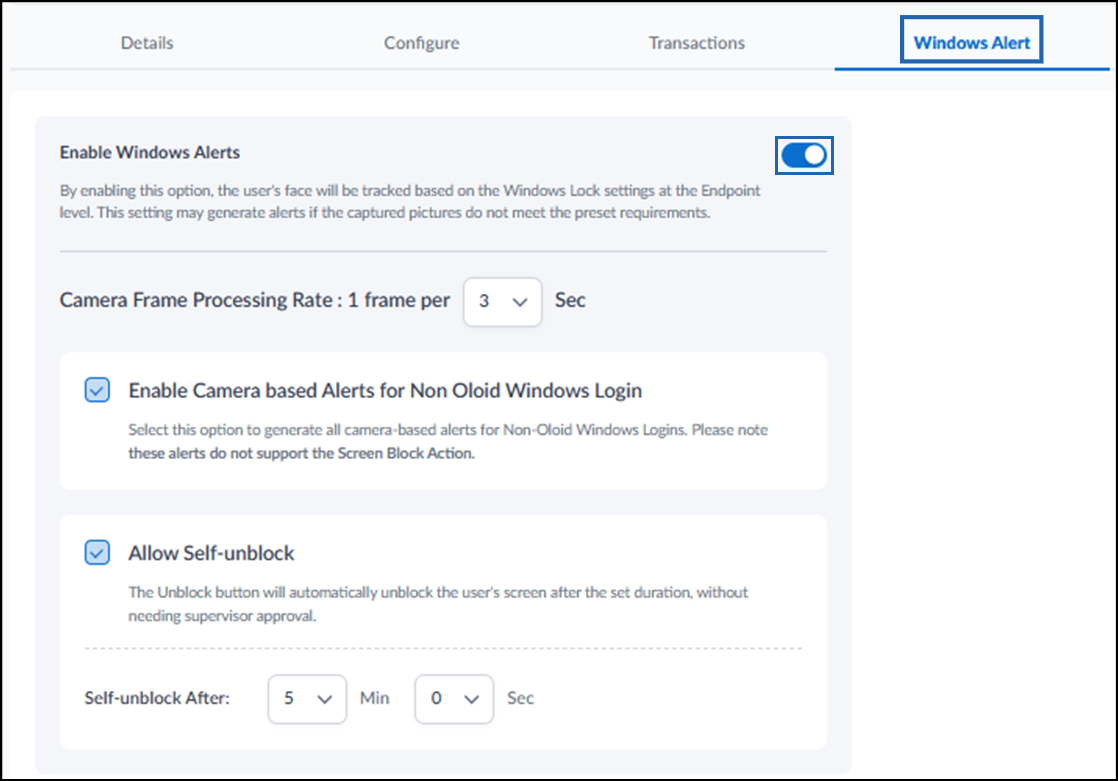 Details Configure Transactions Windows Alert
Enable Windows Alerts
By enabling this option, the user's face will be tracked based on the Windows Lock settings at the Endpoint
level. This setting may generate alerts if the captured pictures do not meet the preset requirements.
Camera Frame Processing Rate : 1 frame per 3 Sec
Enable Camera based Alerts for Non Oloid Windows Login
Select this option to generate all camera-based alerts for Non-Oloid Windows Logins. Please note
these alerts do not support the Screen Block Action.
Allow Self-unblock
The Unblock button will automatically unblock the user's screen after the set duration, without
needing supervisor approval.
Self-unblock After: 5 Min 0 Sec